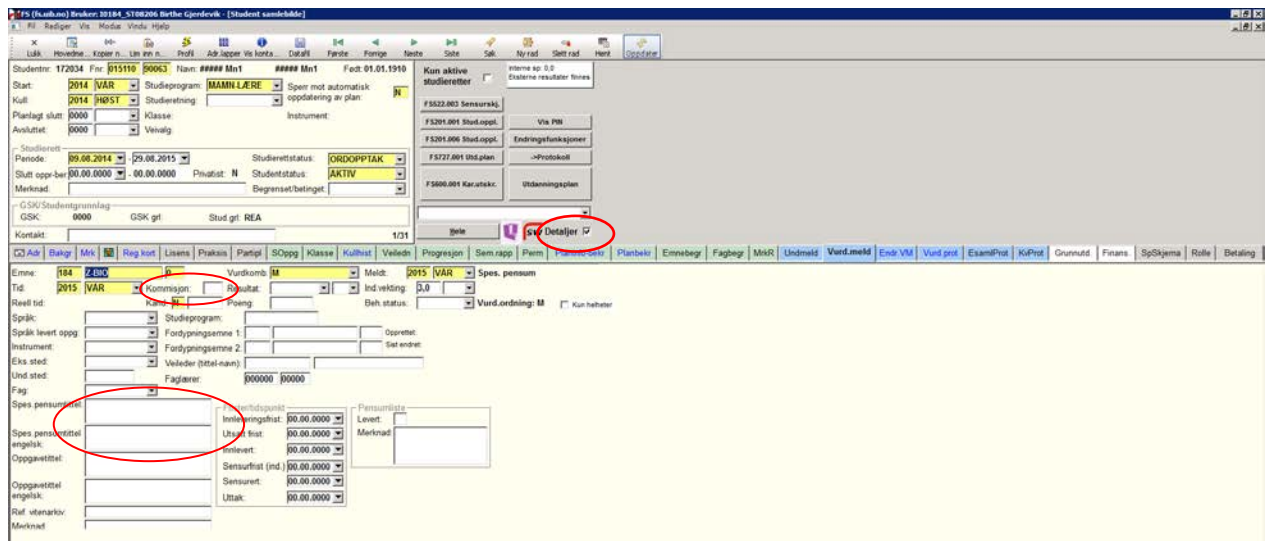 FS (fs.uib.no) Bruker: I0184_ST08206 Birthe Gjerdevik - [Student samlebilde]
Fil Rediger Vis Modus Vindu Hjelp
Lukk Hovedme... Kopier n... Lim inn n... Profil Adr.lapper Vis konta... Datafil Første Forrige Neste Siste Søk Ny rad Slett rad Hent Oppdater
Studentnr: 172034 Fnr: 015110 90063 Navn: ##### Mn1 ##### Mn1 Født: 01.01.1910
Kun aktive studieretter
Interne sp: 0,0
Eksterne resultater finnes
Start: 2014 VÅR Studieprogram: MAMN-LÆRE Sperr mot automatisk oppdatering av plan: N
Kull 2014 HØST Studieretning:
Planlagt slutt: 0000 Klasse: Instrument:
Avsluttet: 0000 Veivalg:
FS522.003 Sensurskj.
FS201.001 Stud.oppl. Vis PIN
FS201.006 Stud.oppl. Endringsfunksjoner
FS727.001 Utd.plan ->Protokoll
FS600.001 Kar.utskr. Utdanningsplan
Studierett
Periode: 09.08.2014 - 29.08.2015 Studierettstatus: ORDOPPTAK
Slutt oppr-ber: 00.00.0000 - 00.00.0000 Privatist: N Studentstatus: AKTIV
Merknad: Begrenset/betinget:
GSK/Studentgrunnlag
GSK: 0000 GSK grl: Stud grl: REA
Kontakt: 1/31
Hele Detaljer
Adr Bakgr Mrk Reg.kort Lisens Praksis Partipl SOppg Klasse Kullhist Veilede Progresjon Sem.rapp Perm Planbekr Emnebegr Fagbegr MrkR Undmeld Vurd.meld Endr.VM Vurd.prot EsamlProt KvProt Grunnutd. Finans. SpSkjema Rolle Betaling
Emne: 184 Z-BIO 0 Vurdkomb: M Meldt: 2015 VÅR Spes. pensum
Tid: 2015 VÅR Kommisjon: Resultat: Ind.vekting: 3,0
Reell tid: Kand: N Poeng: Beh.status: Vurd.ordning: M Kun helheter
Språk: Studieprogram:
Språk levert oppg: Fordypningsemne 1: Opprettet:
Instrument: Fordypningsemne 2: Sist endret:
Eks.sted: Veileder (tittel-navn):
Und.sted: Faglærer: 000000 00000
Fag:
Spes.pensumtittel:
Spes.pensumtittel engelsk:
Oppgavetittel:
Oppgavetittel engelsk:
Ref. vitenarkiv:
Merknad
Frister/tidspunkt
Innleveringsfrist: 00.00.0000
Utsatt frist: 00.00.0000
Innlevert: 00.00.0000
Sensurfrist (ind.) 00.00.0000
Sensurert: 00.00.0000
Uttak: 00.00.0000
Pensumliste
Levert:
Merknad: